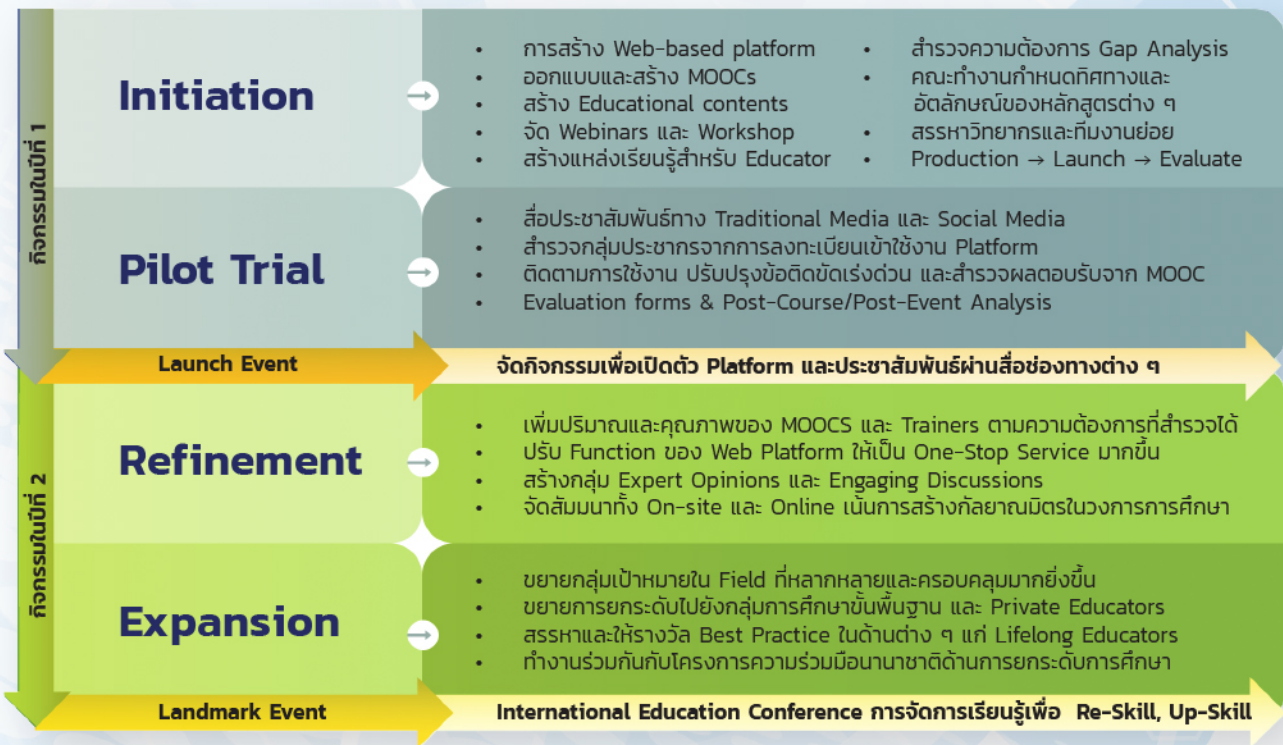 กิจกรรมในปีที่ 1
Initiation
• การสร้าง Web-based platform
• ออกแบบและสร้าง MOOCs
• สร้าง Educational contents
• จัด Webinars และ Workshop
• สร้างแหล่งเรียนรู้สำหรับ Educator
• สำรวจความต้องการ Gap Analysis
• คณะทำงานกำหนดทิศทางและ
อัตลักษณ์ของหลักสูตรต่าง ๆ
• สรรหาวิทยากรและทีมงานย่อย
• Production → Launch → Evaluate
Pilot Trial
• สื่อประชาสัมพันธ์ทาง Traditional Media และ Social Media
• สำรวจกลุ่มประชากรจากการลงทะเบียนเข้าใช้งาน Platform
• ติดตามการใช้งาน ปรับปรุงข้อติดขัดเร่งด่วน และสำรวจผลตอบรับจาก MOOC
• Evaluation forms & Post-Course/Post-Event Analysis
Launch Event
จัดกิจกรรมเพื่อเปิดตัว Platform และประชาสัมพันธ์ผ่านสื่อช่องทางต่าง ๆ
กิจกรรมในปีที่ 2
Refinement
• เพิ่มปริมาณและคุณภาพของ MOOCS และ Trainers ตามความต้องการที่สำรวจได้
• ปรับ Function ของ Web Platform ให้เป็น One-Stop Service มากขึ้น
• สร้างกลุ่ม Expert Opinions และ Engaging Discussions
• จัดสัมมนาทั้ง On-site และ Online เน้นการสร้างกัลยาณมิตรในวงการการศึกษา
Expansion
• ขยายกลุ่มเป้าหมายใน Field ที่หลากหลายและครอบคลุมมากยิ่งขึ้น
• ขยายการยกระดับไปยังกลุ่มการศึกษาขั้นพื้นฐาน และ Private Educators
• สรรหาและให้รางวัล Best Practice ในด้านต่าง ๆ แก่ Lifelong Educators
• ทำงานร่วมกันกับโครงการความร่วมมือนานาชาติด้านการยกระดับการศึกษา
Landmark Event
International Education Conference การจัดการเรียนรู้เพื่อ Re-Skill, Up-Skill